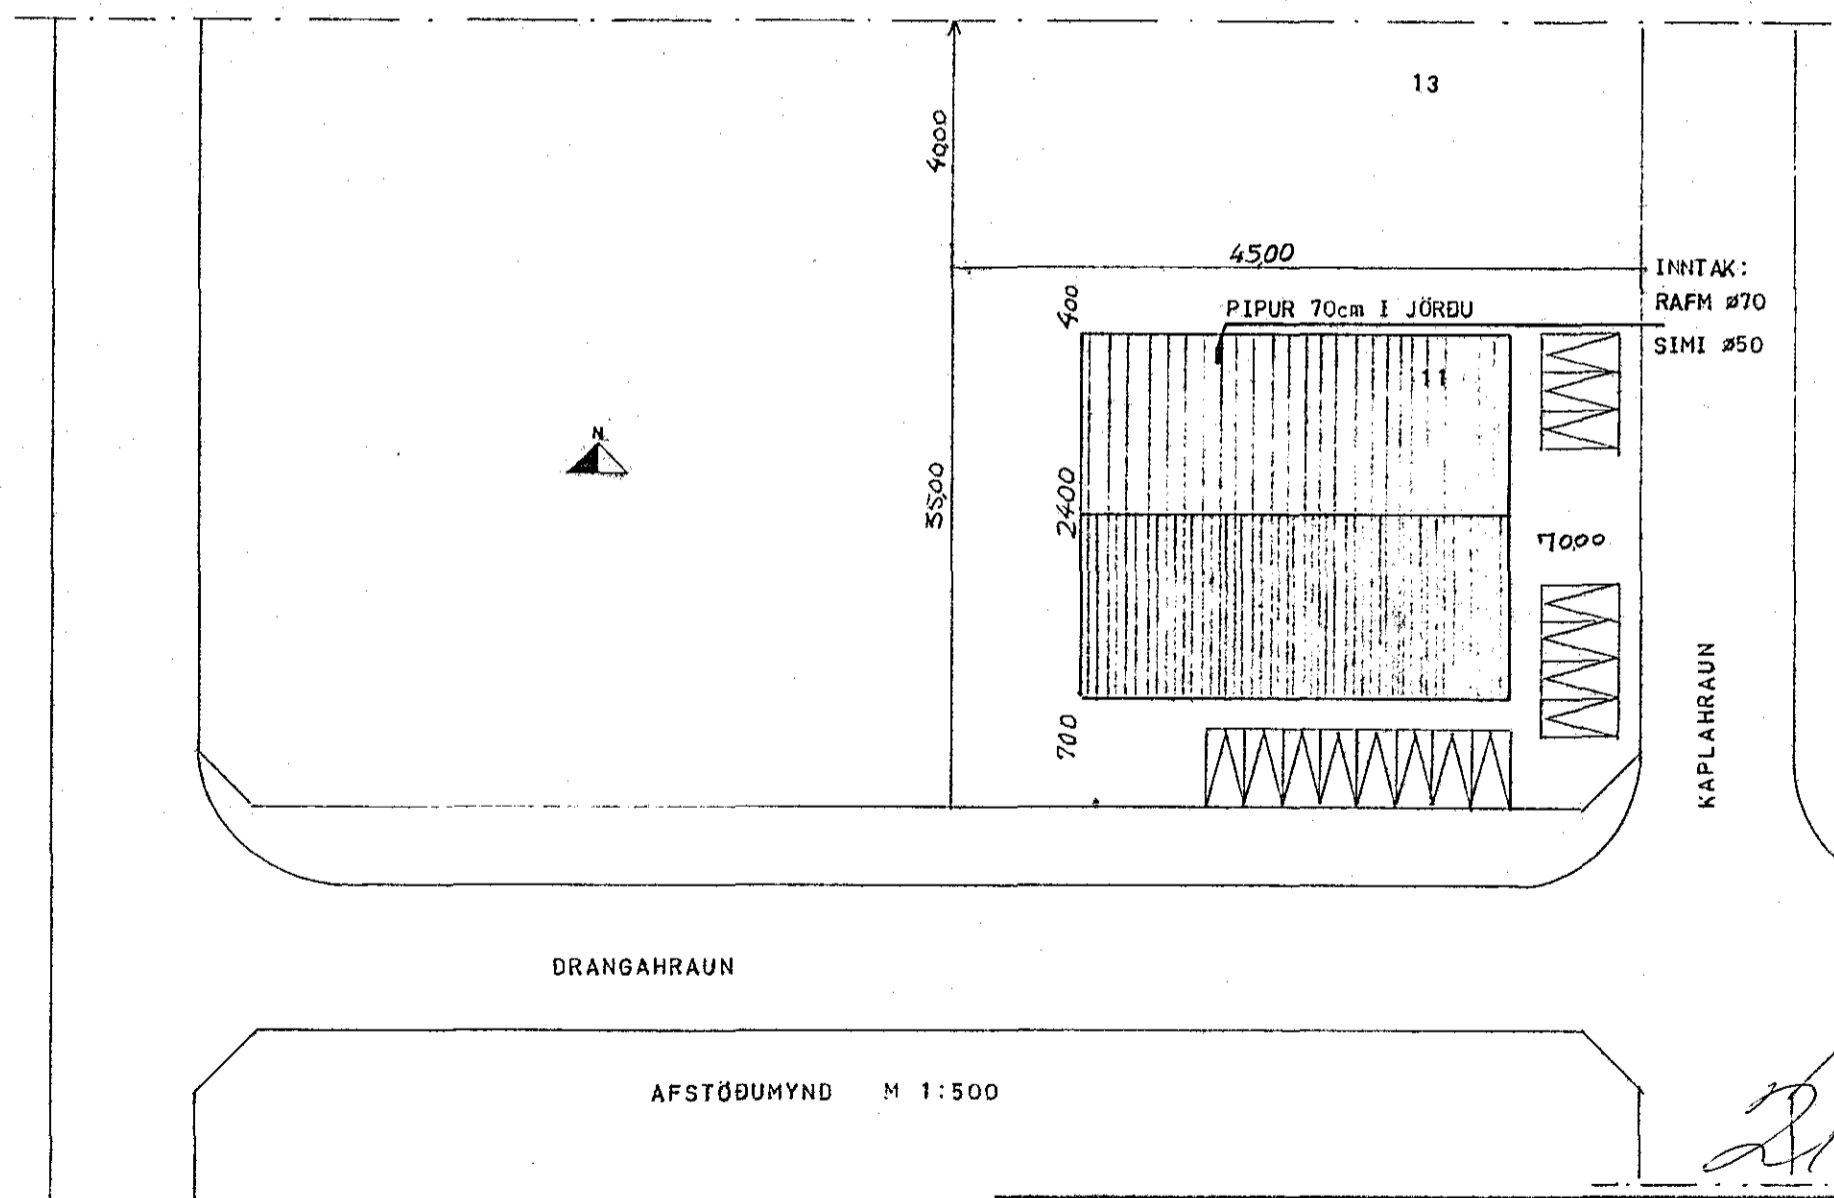 13
4000
4500
INNTAK:
400
PIPUR 70cm I JÖRÐU
RAFM ø70
SIMI ø50
11
N
3500
2400
7000
700
KAPLAHRAUN
DRANGAHRAUN
AFSTÖÐUMYND M 1:500